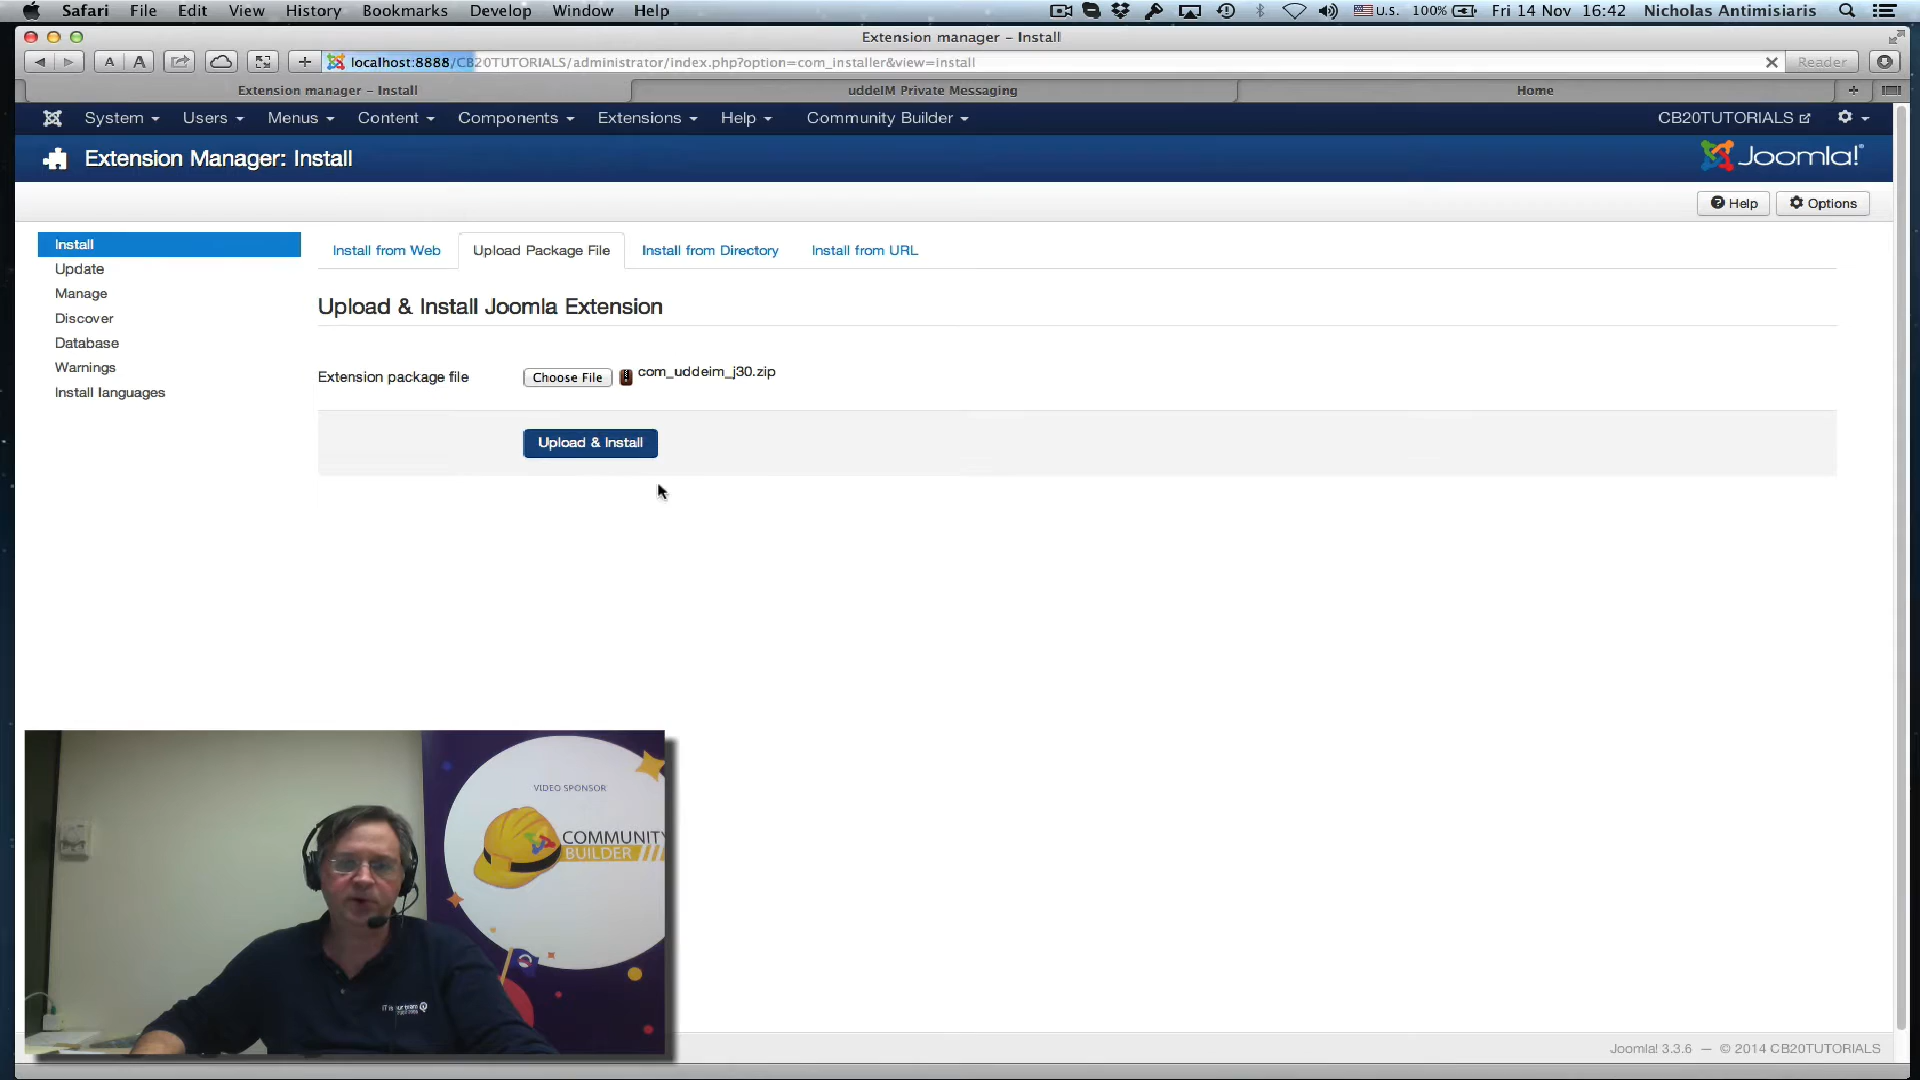 Safari File Edit View History Bookmarks Develop Window Help U.S. 100% Fri 14 Nov 16:42 Nicholas Antimisiaris
Extension manager – Install
A A + localhost:8888/CB20TUTORIALS/administrator/index.php?option=com_installer&view=install Reader
Extension manager – Install uddeIM Private Messaging Home +
System Users Menus Content Components Extensions Help Community Builder CB20TUTORIALS
Extension Manager: Install Joomla!®
Help Options
Install
Update
Manage
Discover
Database
Warnings
Install languages
Install from Web Upload Package File Install from Directory Install from URL
Upload & Install Joomla Extension
Extension package file Choose File com_uddeim_j30.zip
Upload & Install
VIDEO SPONSOR
COMMUNITY
BUILDER
Joomla! 3.3.6 — © 2014 CB20TUTORIALS